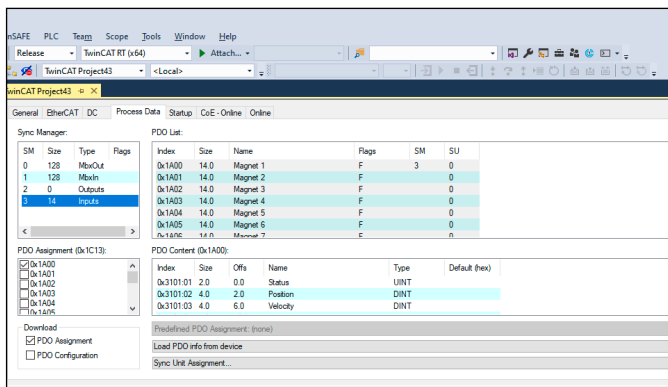 nSAFE PLC Team Scope Tools Window Help
Release TwinCAT RT (x64) Attach...
TwinCAT Project43 <Local>
winCAT Project43
General EtherCAT DC Process Data Startup CoE - Online Online
Sync Manager:
SM Size Type Flags
0 128 MbxOut
1 128 MbxIn
2 0 Outputs
3 14 Inputs
PDO List:
Index Size Name Flags SM SU
0x1A00 14.0 Magnet 1 F 3 0
0x1A01 14.0 Magnet 2 F 0
0x1A02 14.0 Magnet 3 F 0
0x1A03 14.0 Magnet 4 F 0
0x1A04 14.0 Magnet 5 F 0
0x1A05 14.0 Magnet 6 F 0
0x1A06 14.0 Magnet 7 F 0
PDO Assignment (0x1C13):
0x1A00
0x1A01
0x1A02
0x1A03
0x1A04
0x1A05
PDO Content (0x1A00):
Index Size Offs Name Type Default (hex)
0x3101:01 2.0 0.0 Status UINT
0x3101:02 4.0 2.0 Position DINT
0x3101:03 4.0 6.0 Velocity DINT
Download
PDO Assignment
PDO Configuration
Predefined PDO Assignment: (none)
Load PDO info from device
Sync Unit Assignment...